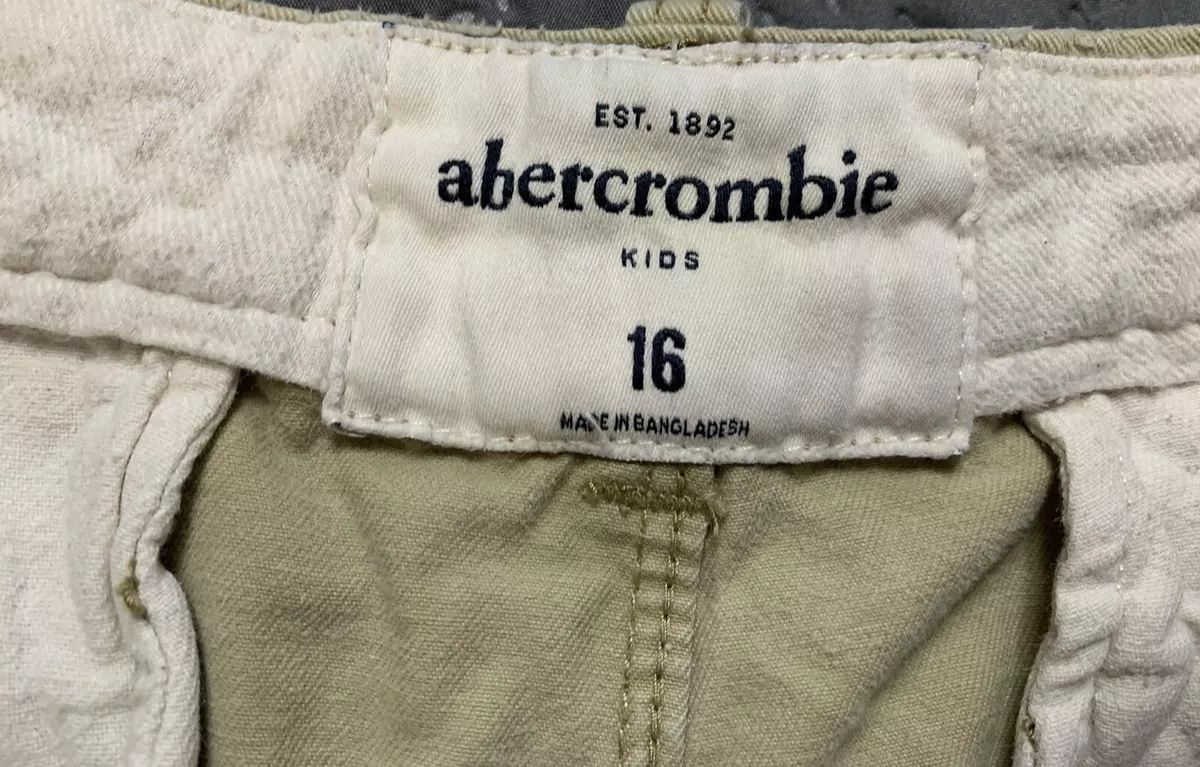 EST. 1892
abercrombie
KIDS
16
MADE IN BANGLADESH